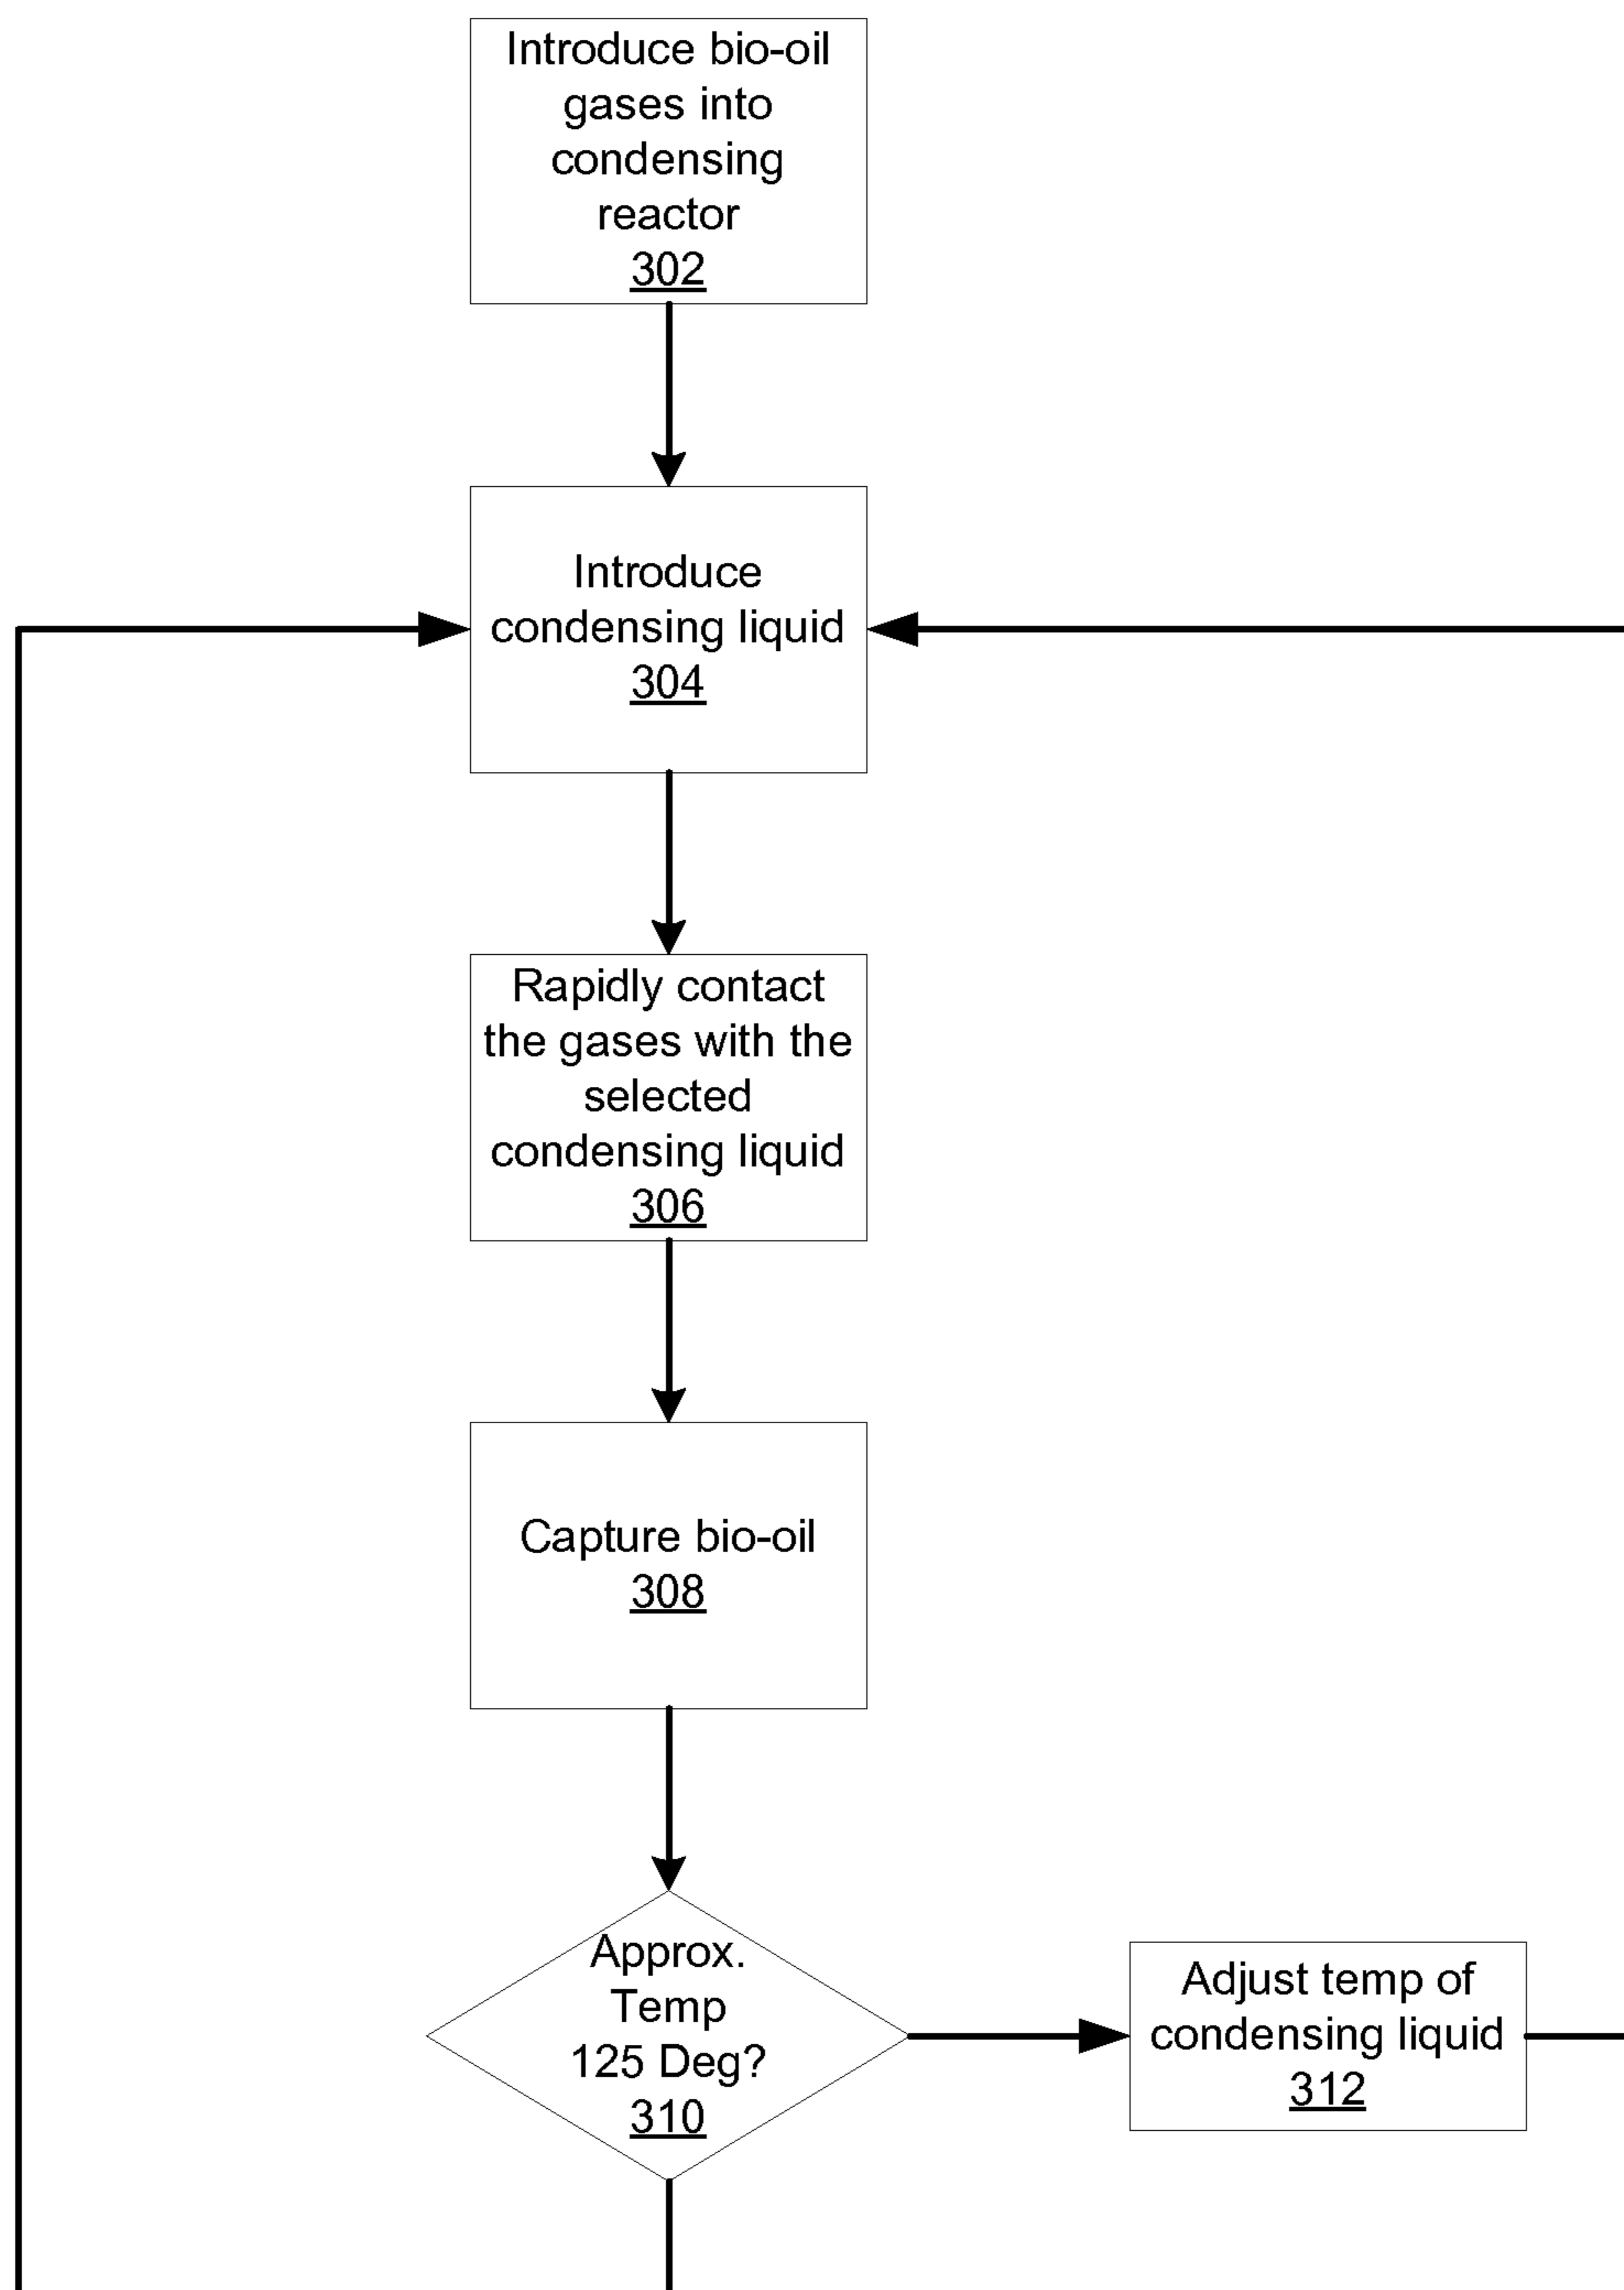 Introduce bio-oil
gases into
condensing
reactor
302
Introduce
condensing liquid
304
Rapidly contact
the gases with the
selected
condensing liquid
306
Capture bio-oil
308
Approx.
Temp
125 Deg?
310
Adjust temp of
condensing liquid
312